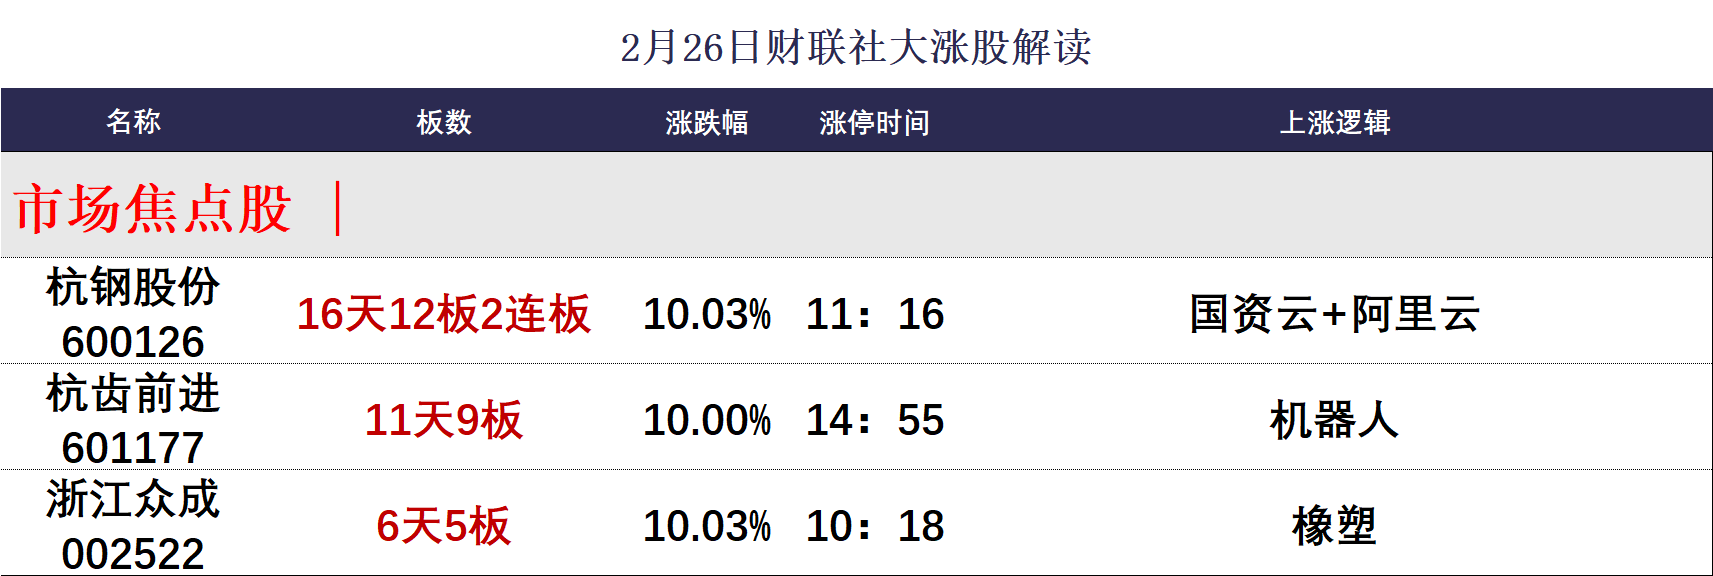 2月26日财联社大涨股解读
名称 板数 涨跌幅 涨停时间 上涨逻辑
市场焦点股 ｜
杭钢股份
600126 16天12板2连板 10.03% 11：16 国资云+阿里云
杭齿前进
601177 11天9板 10.00% 14：55 机器人
浙江众成
002522 6天5板 10.03% 10：18 橡塑